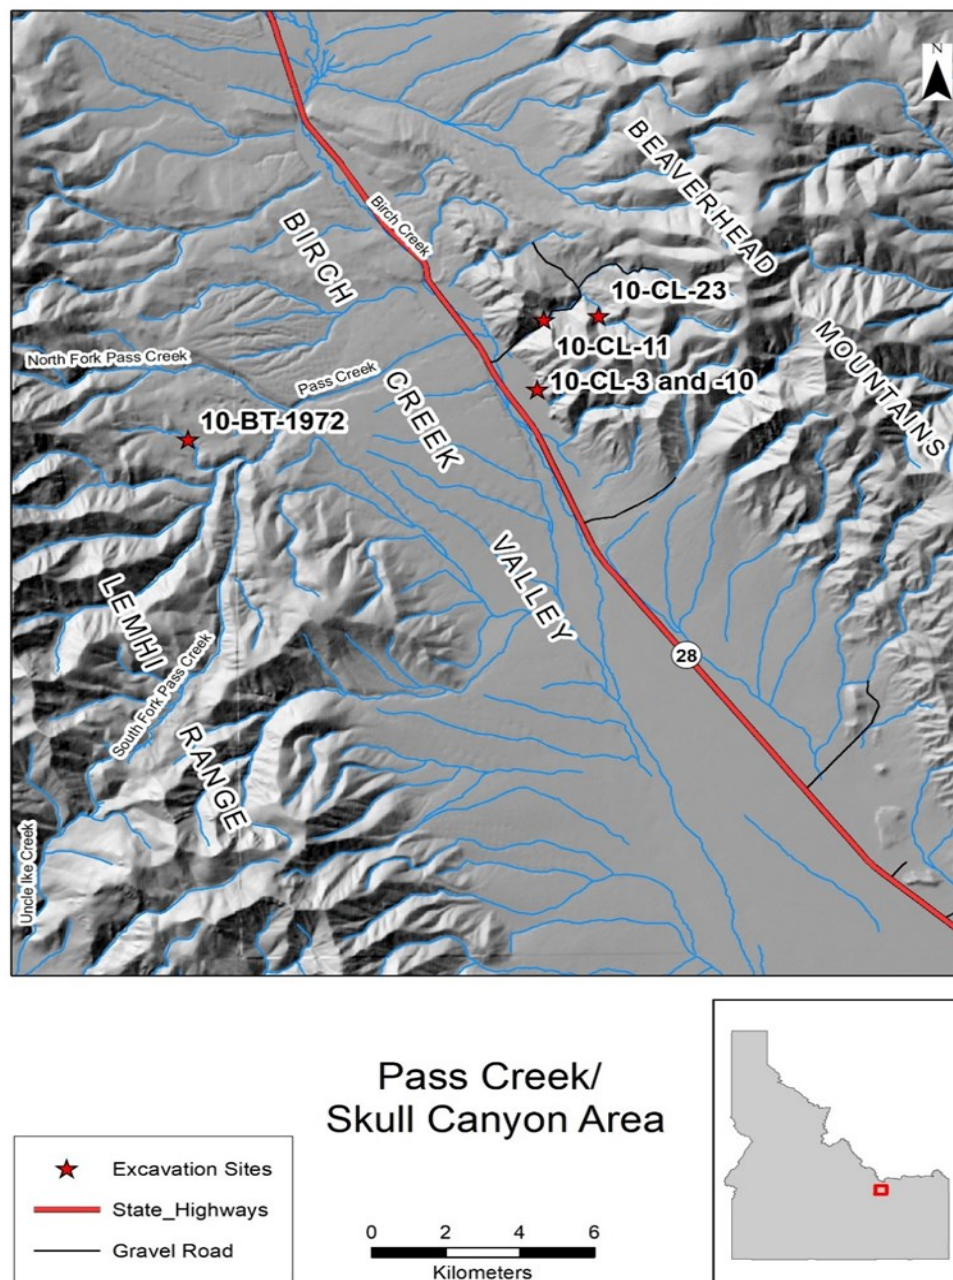 N
BEAVERHEAD
MOUNTAINS
BIRCH
CREEK
VALLEY
Birch Creek
10-CL-23
10-CL-11
10-CL-3 and -10
North Fork Pass Creek
Pass Creek
10-BT-1972
LEMHI
RANGE
South Fork Pass Creek
28
Uncle Ike Creek
Pass Creek/
Skull Canyon Area
Excavation Sites
State_Highways
Gravel Road
0 2 4 6
Kilometers